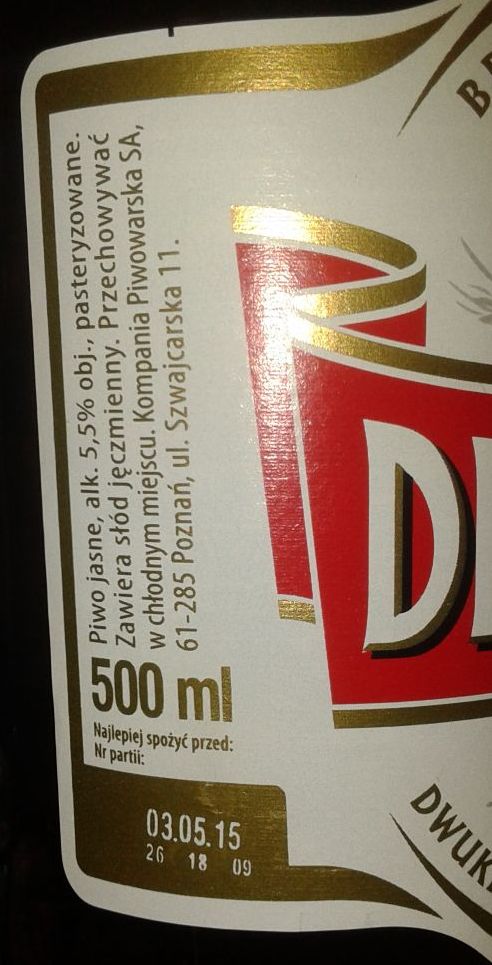 Piwo jasne, alk. 5,5% obj., pasteryzowane.
Zawiera słód jęczmienny. Przechowywać
w chłodnym miejscu. Kompania Piwowarska SA,
61-285 Poznań, ul. Szwajcarska 11.
500 ml
Najlepiej spożyć przed:
Nr partii:
03.05.15
26 18 09